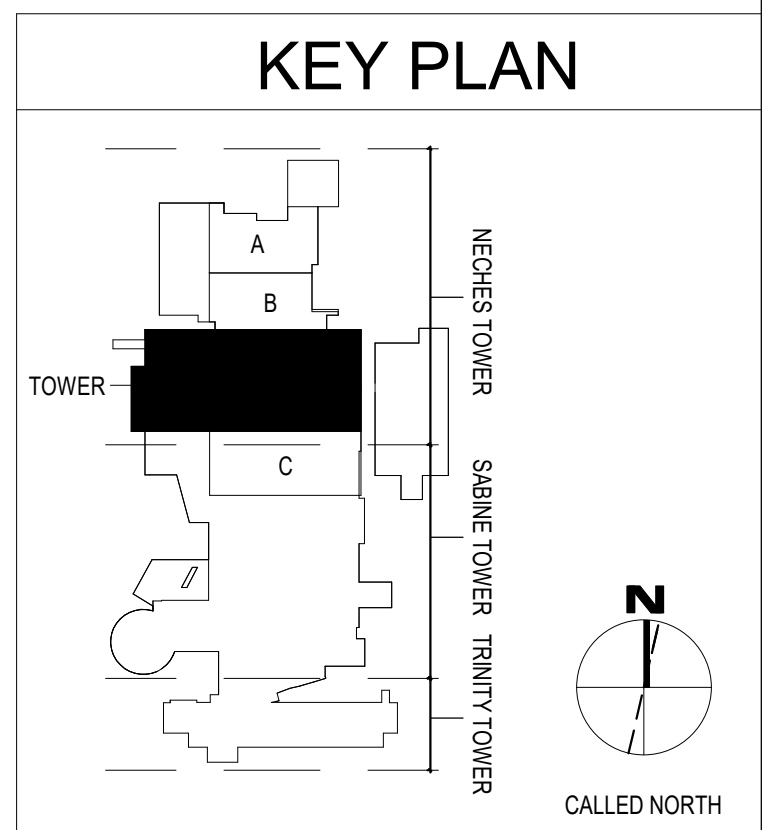 KEY PLAN
A
B
TOWER
C
NECHES TOWER
SABINE TOWER
TRINITY TOWER
N
CALLED NORTH